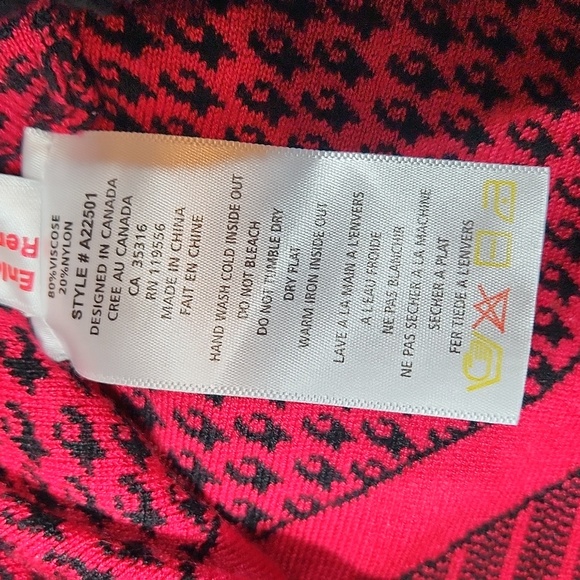 80%VISCOSE
20%NYLON
STYLE # A22501
DESIGNED IN CANADA
CREE AU CANADA
CA 35316
RN 119556
MADE IN CHINA
FAIT EN CHINE
HAND WASH COLD INSIDE OUT
DO NOT BLEACH
DO NOT TUMBLE DRY
DRY FLAT
WARM IRON INSIDE OUT
LAVE A LA MAIN A L'ENVERS
A L'EAU FROIDE
NE PAS BLANCHIR
NE PAS SECHER A LA MACHINE
SECHER A PLAT
FER TIEDE A L'ENVERS